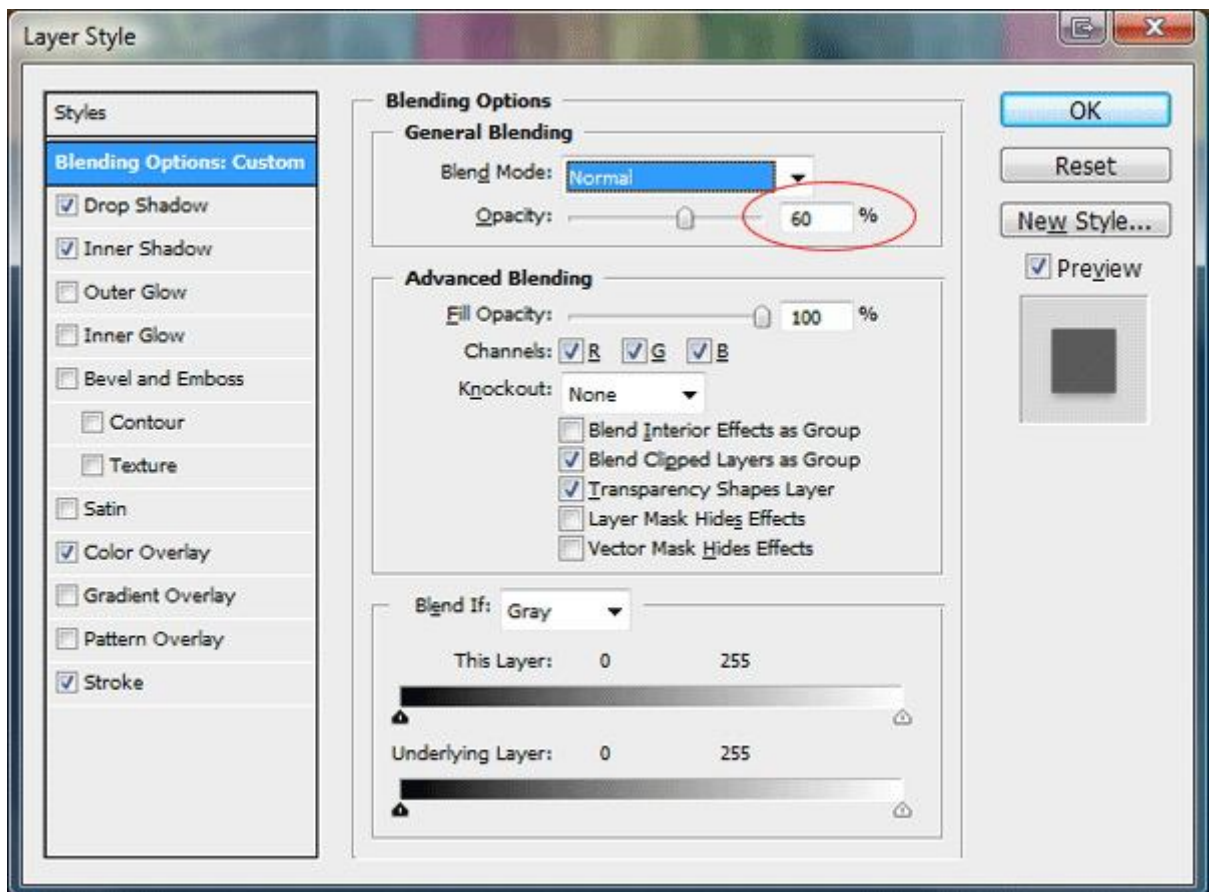 Layer Style
Styles
Blending Options: Custom
Drop Shadow
Inner Shadow
Outer Glow
Inner Glow
Bevel and Emboss
Contour
Texture
Satin
Color Overlay
Gradient Overlay
Pattern Overlay
Stroke
Blending Options
General Blending
Blend Mode: Normal
Opacity: 60 %
Advanced Blending
Fill Opacity: 100 %
Channels: R G B
Knockout: None
Blend Interior Effects as Group
Blend Clipped Layers as Group
Transparency Shapes Layer
Layer Mask Hides Effects
Vector Mask Hides Effects
Blend If: Gray
This Layer: 0 255
Underlying Layer: 0 255
OK
Reset
New Style...
Preview